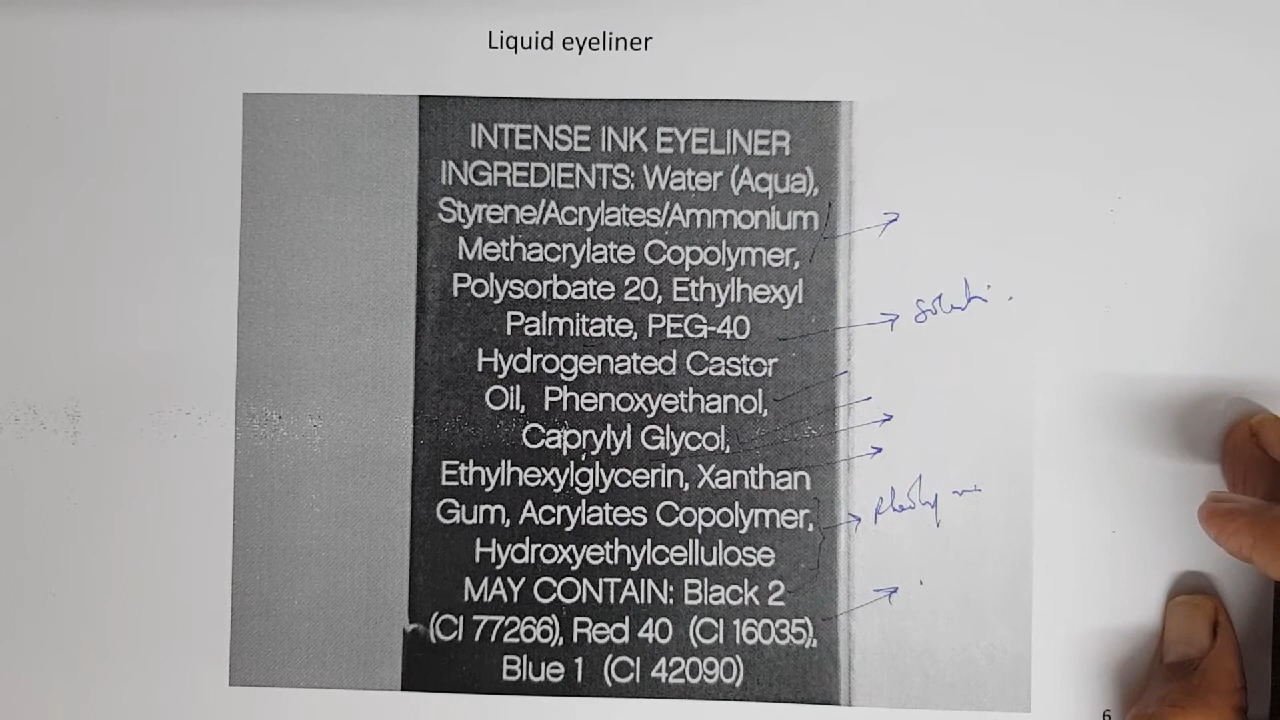 Liquid eyeliner
INTENSE INK EYELINER
INGREDIENTS: Water (Aqua),
Styrene/Acrylates/Ammonium
Methacrylate Copolymer,
Polysorbate 20, Ethylhexyl
Palmitate, PEG-40
Hydrogenated Castor
Oil, Phenoxyethanol,
Caprylyl Glycol,
Ethylhexylglycerin, Xanthan
Gum, Acrylates Copolymer,
Hydroxyethylcellulose
MAY CONTAIN: Black 2
(CI 77266), Red 40 (CI 16035),
Blue 1 (CI 42090)
6